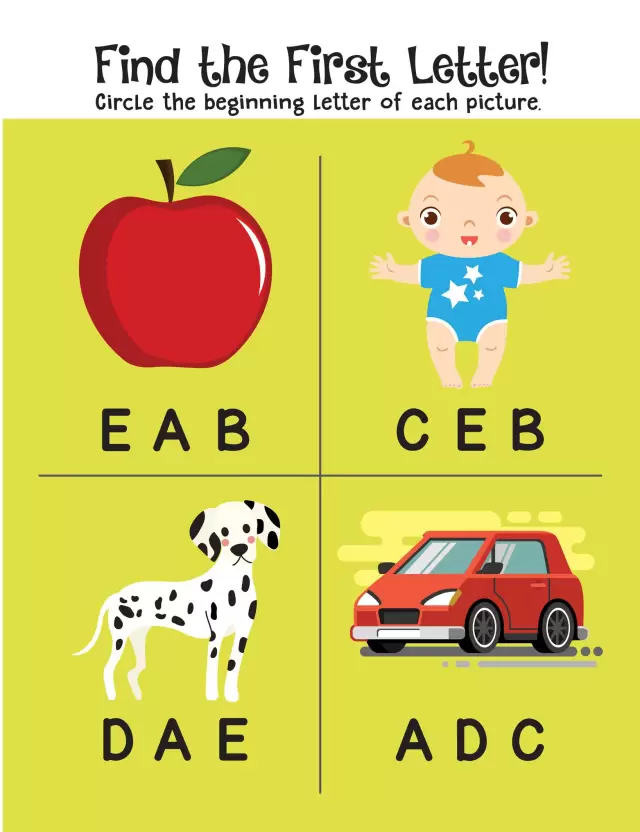 Find the First Letter!
Circle the beginning Letter of each picture.
E A B
C E B
D A E
A D C